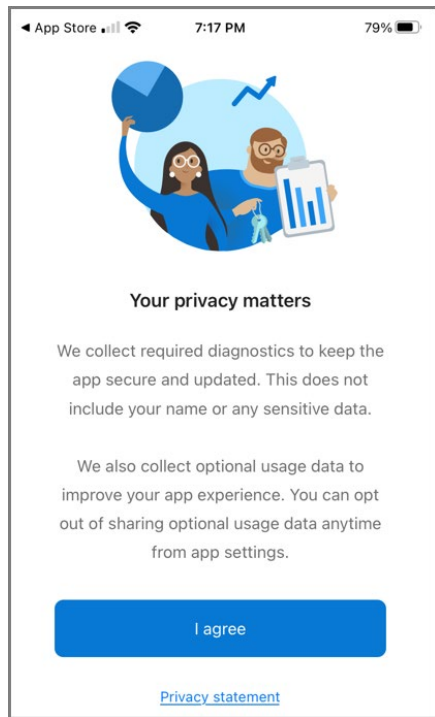 ◀ App Store 7:17 PM 79%
Your privacy matters
We collect required diagnostics to keep the
app secure and updated. This does not
include your name or any sensitive data.
We also collect optional usage data to
improve your app experience. You can opt
out of sharing optional usage data anytime
from app settings.
I agree
Privacy statement